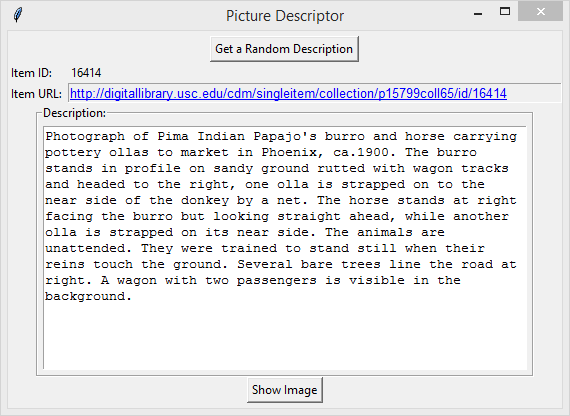 Picture Descriptor
Get a Random Description
Item ID: 16414
Item URL: http://digitallibrary.usc.edu/cdm/singleitem/collection/p15799coll65/id/16414
Description:
Photograph of Pima Indian Papajo's burro and horse carrying
pottery ollas to market in Phoenix, ca.1900. The burro
stands in profile on sandy ground rutted with wagon tracks
and headed to the right, one olla is strapped on to the
near side of the donkey by a net. The horse stands at right
facing the burro but looking straight ahead, while another
olla is strapped on its near side. The animals are
unattended. They were trained to stand still when their
reins touch the ground. Several bare trees line the road at
right. A wagon with two passengers is visible in the
background.
Show Image